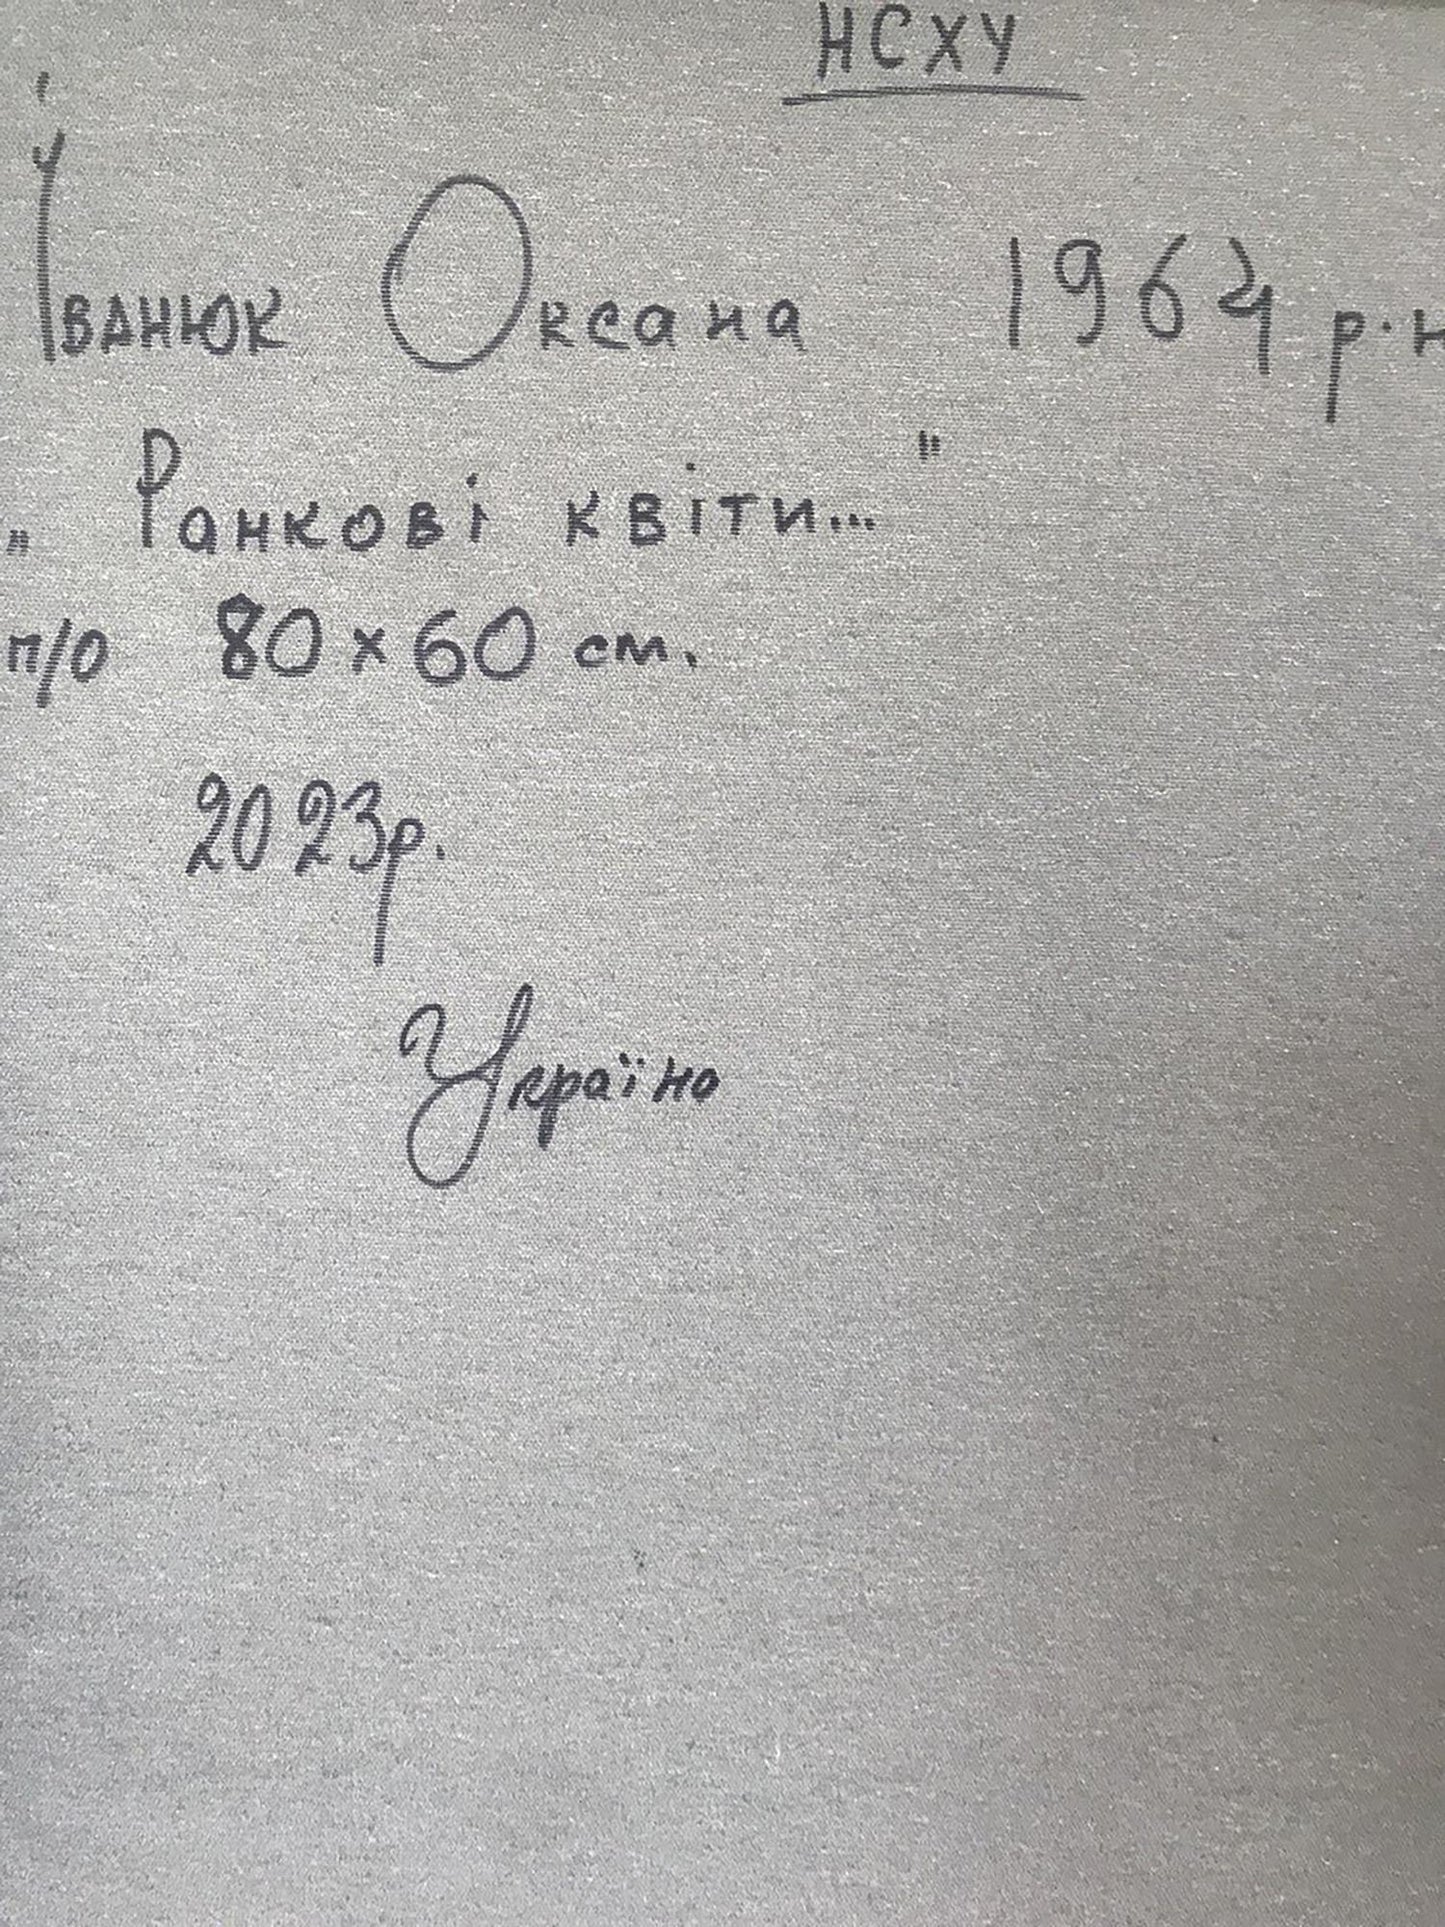 НСХУ
Іванюк Оксана 1964 р.н
„Ранкові квіти..."
п/о 80×60 см.
2023р.
Україна